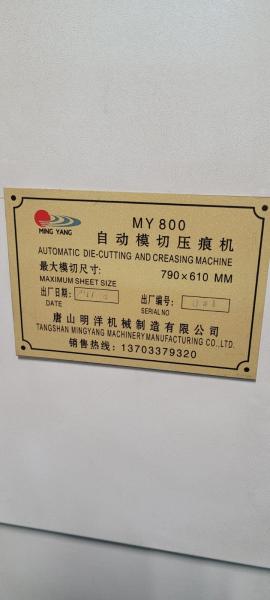 MING YANG
MY800
自动模切压痕机
AUTOMATIC DIE-CUTTING AND CREASING MACHINE
最大模切尺寸: 790×610 MM
MAXIMUM SHEET SIZE
出厂日期: 出厂编号:
DATE SERIAL NO
唐山明洋机械制造有限公司
TANGSHAN MINGYANG MACHINERY MANUFACTURING CO.,LTD.
销售热线: 13703379320